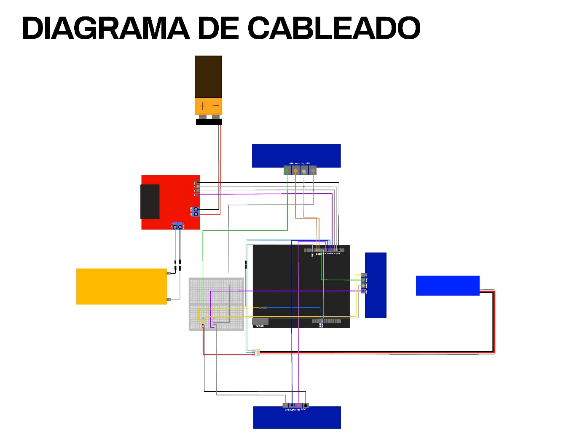 DIAGRAMA DE CABLEADO
+ −